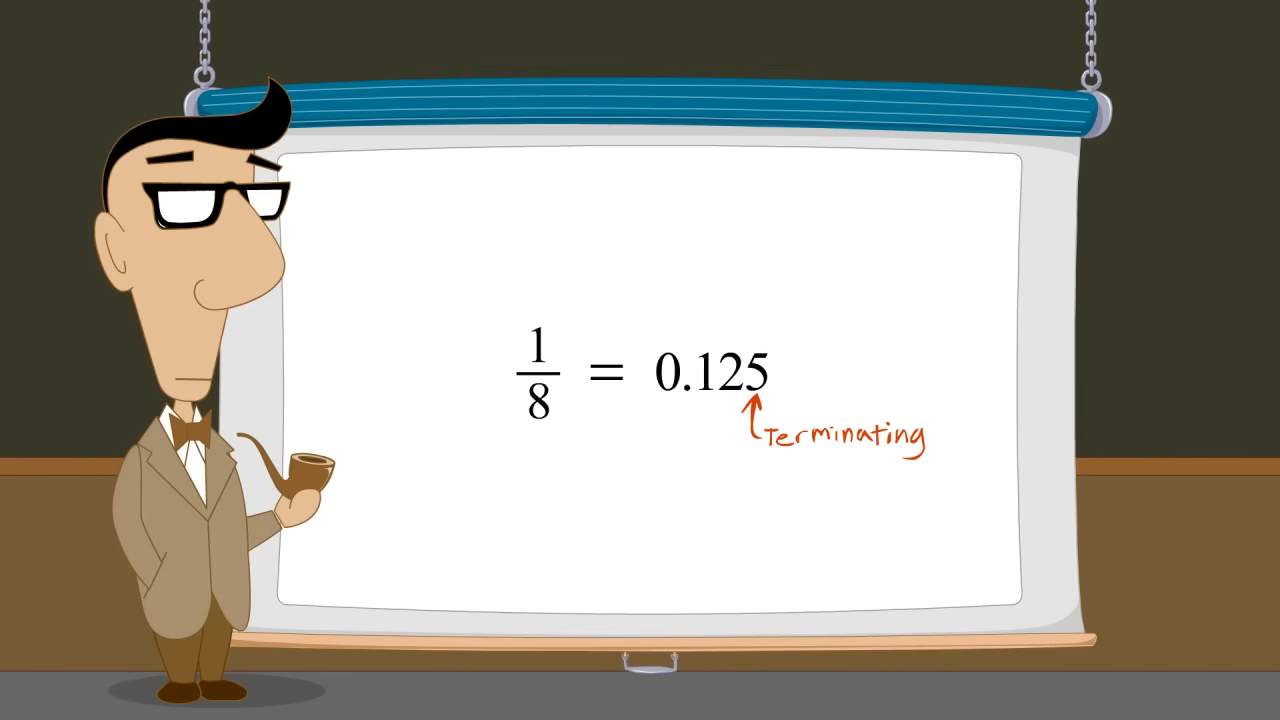 1/8 = 0.125
Terminating